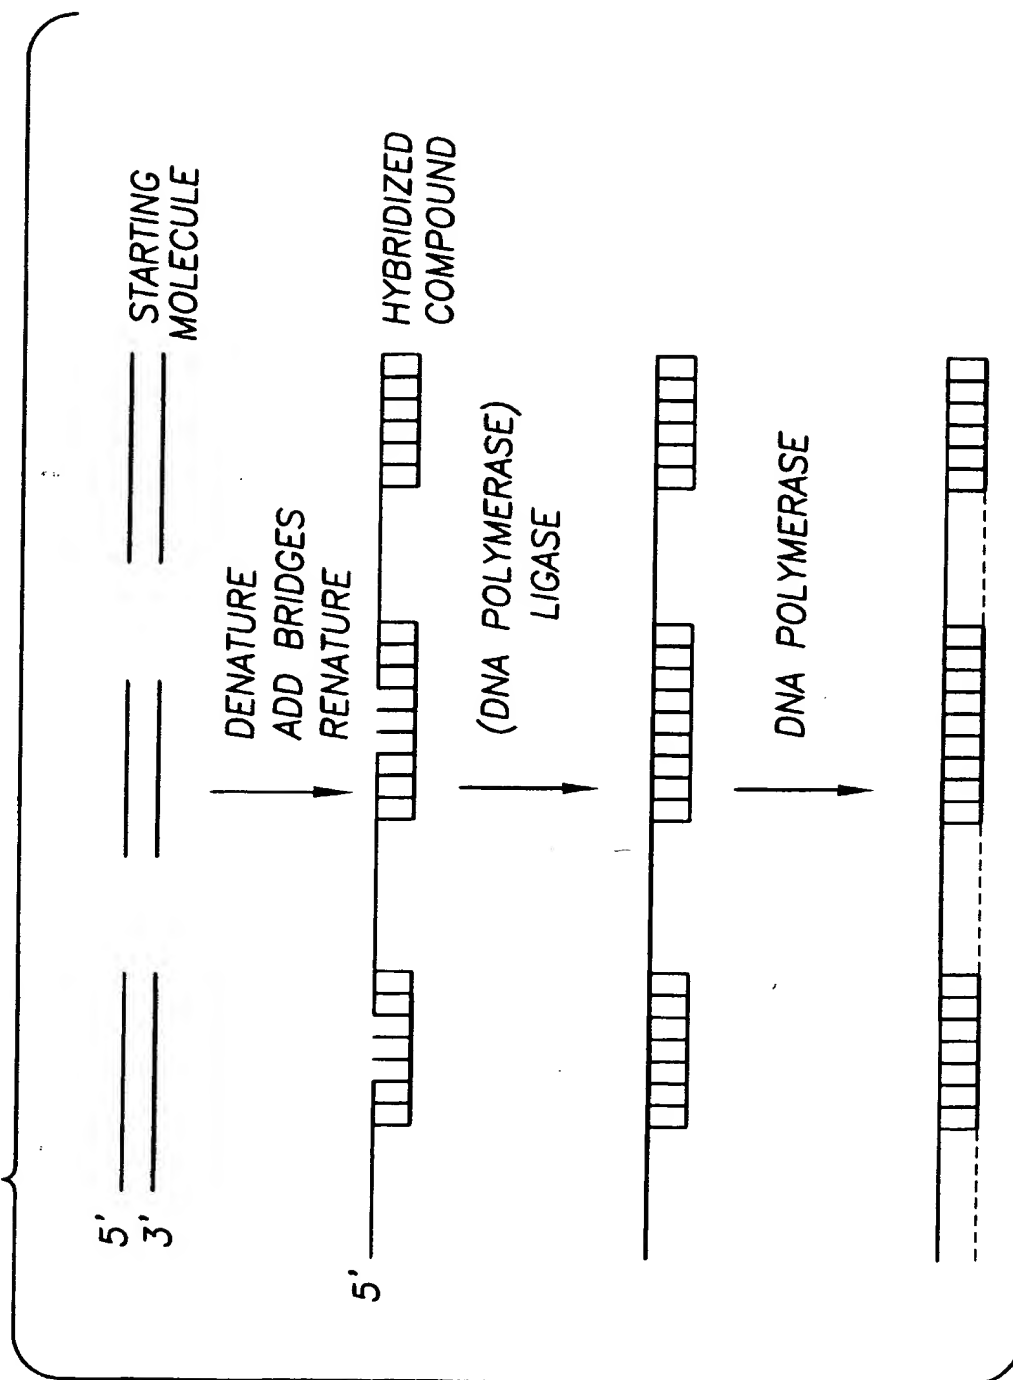 5'
3'
STARTING
MOLECULE
DENATURE
ADD BRIDGES
RENATURE
5'
HYBRIDIZED
COMPOUND
(DNA POLYMERASE)
LIGASE
DNA POLYMERASE